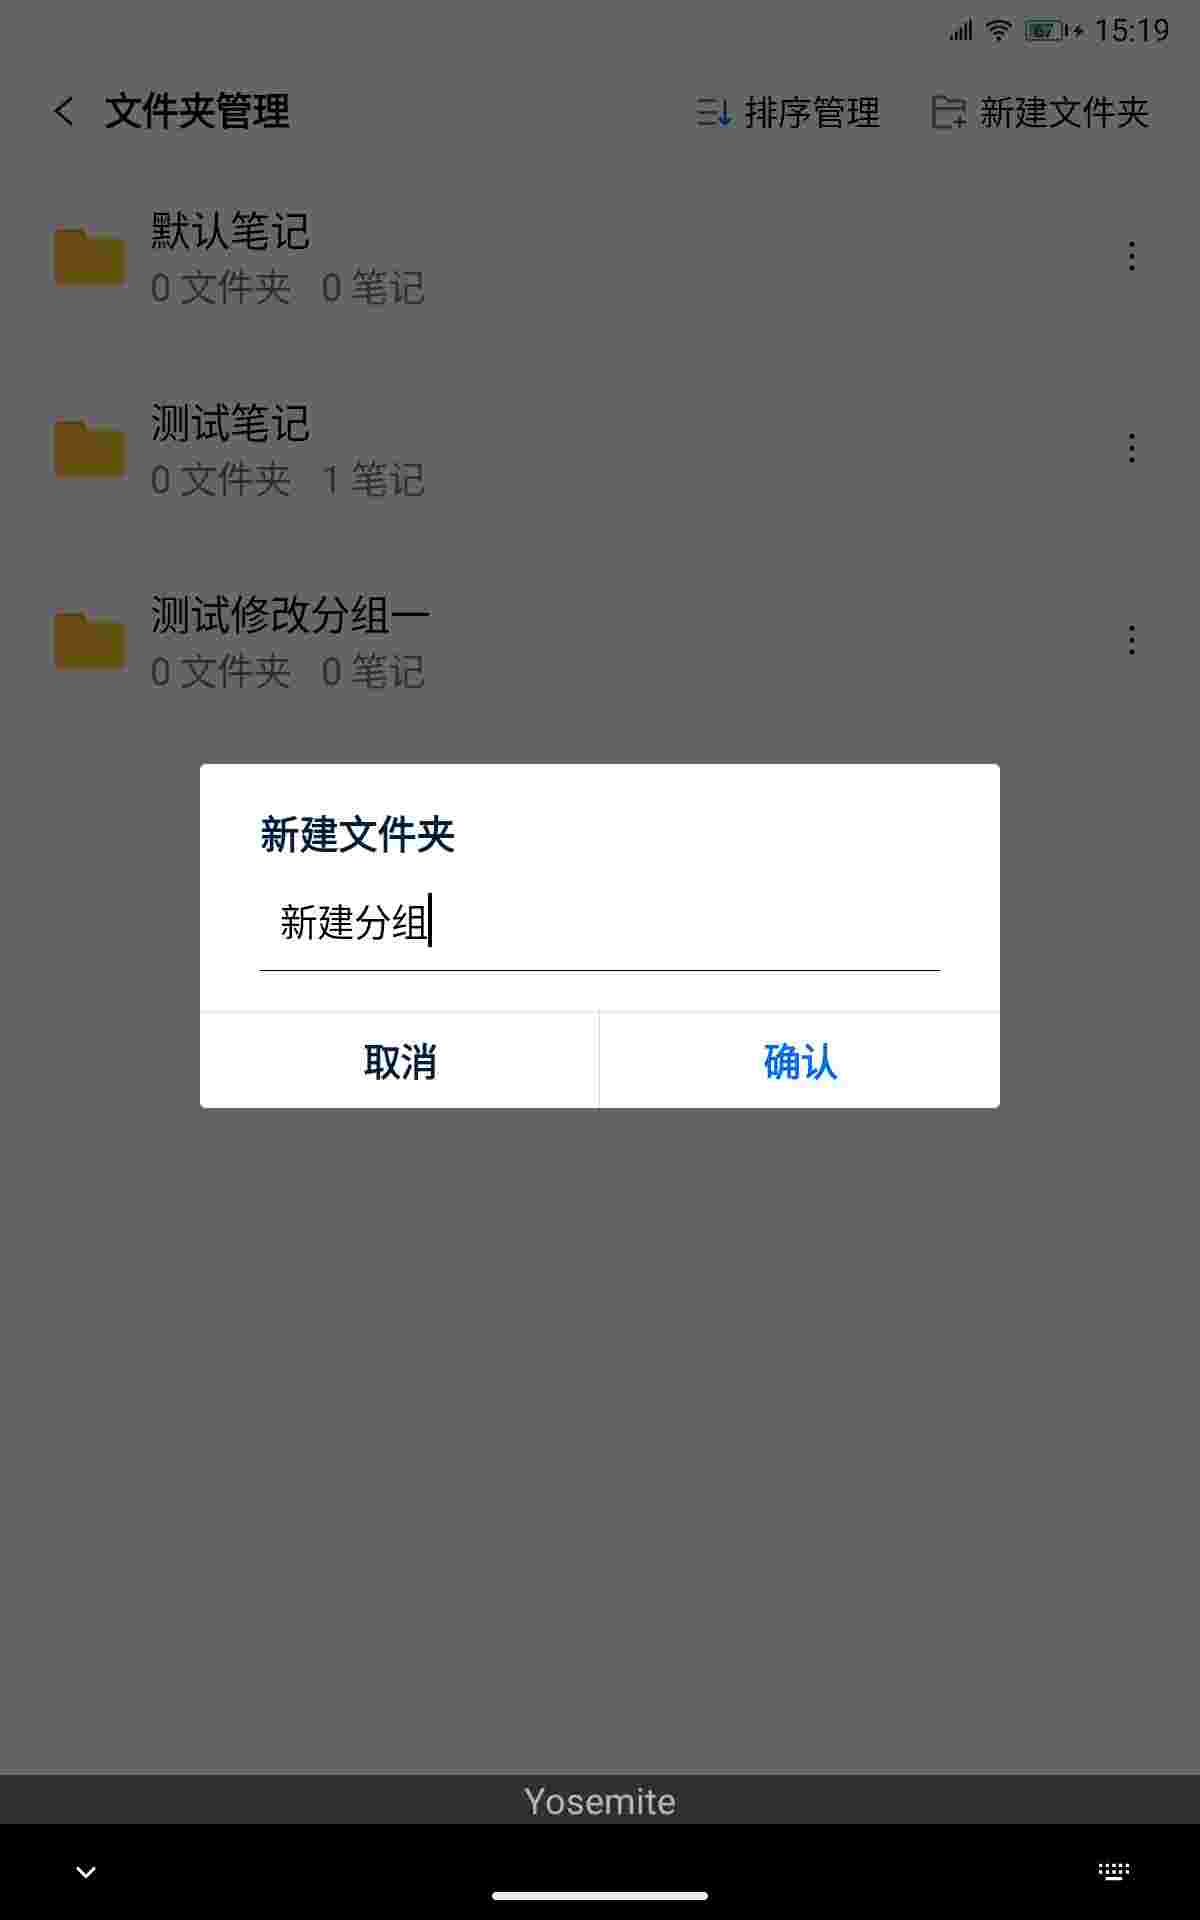 67 15:19
文件夹管理 排序管理 新建文件夹
默认笔记
0 文件夹 0 笔记
测试笔记
0 文件夹 1 笔记
测试修改分组一
0 文件夹 0 笔记
新建文件夹
新建分组
取消 确认
Yosemite